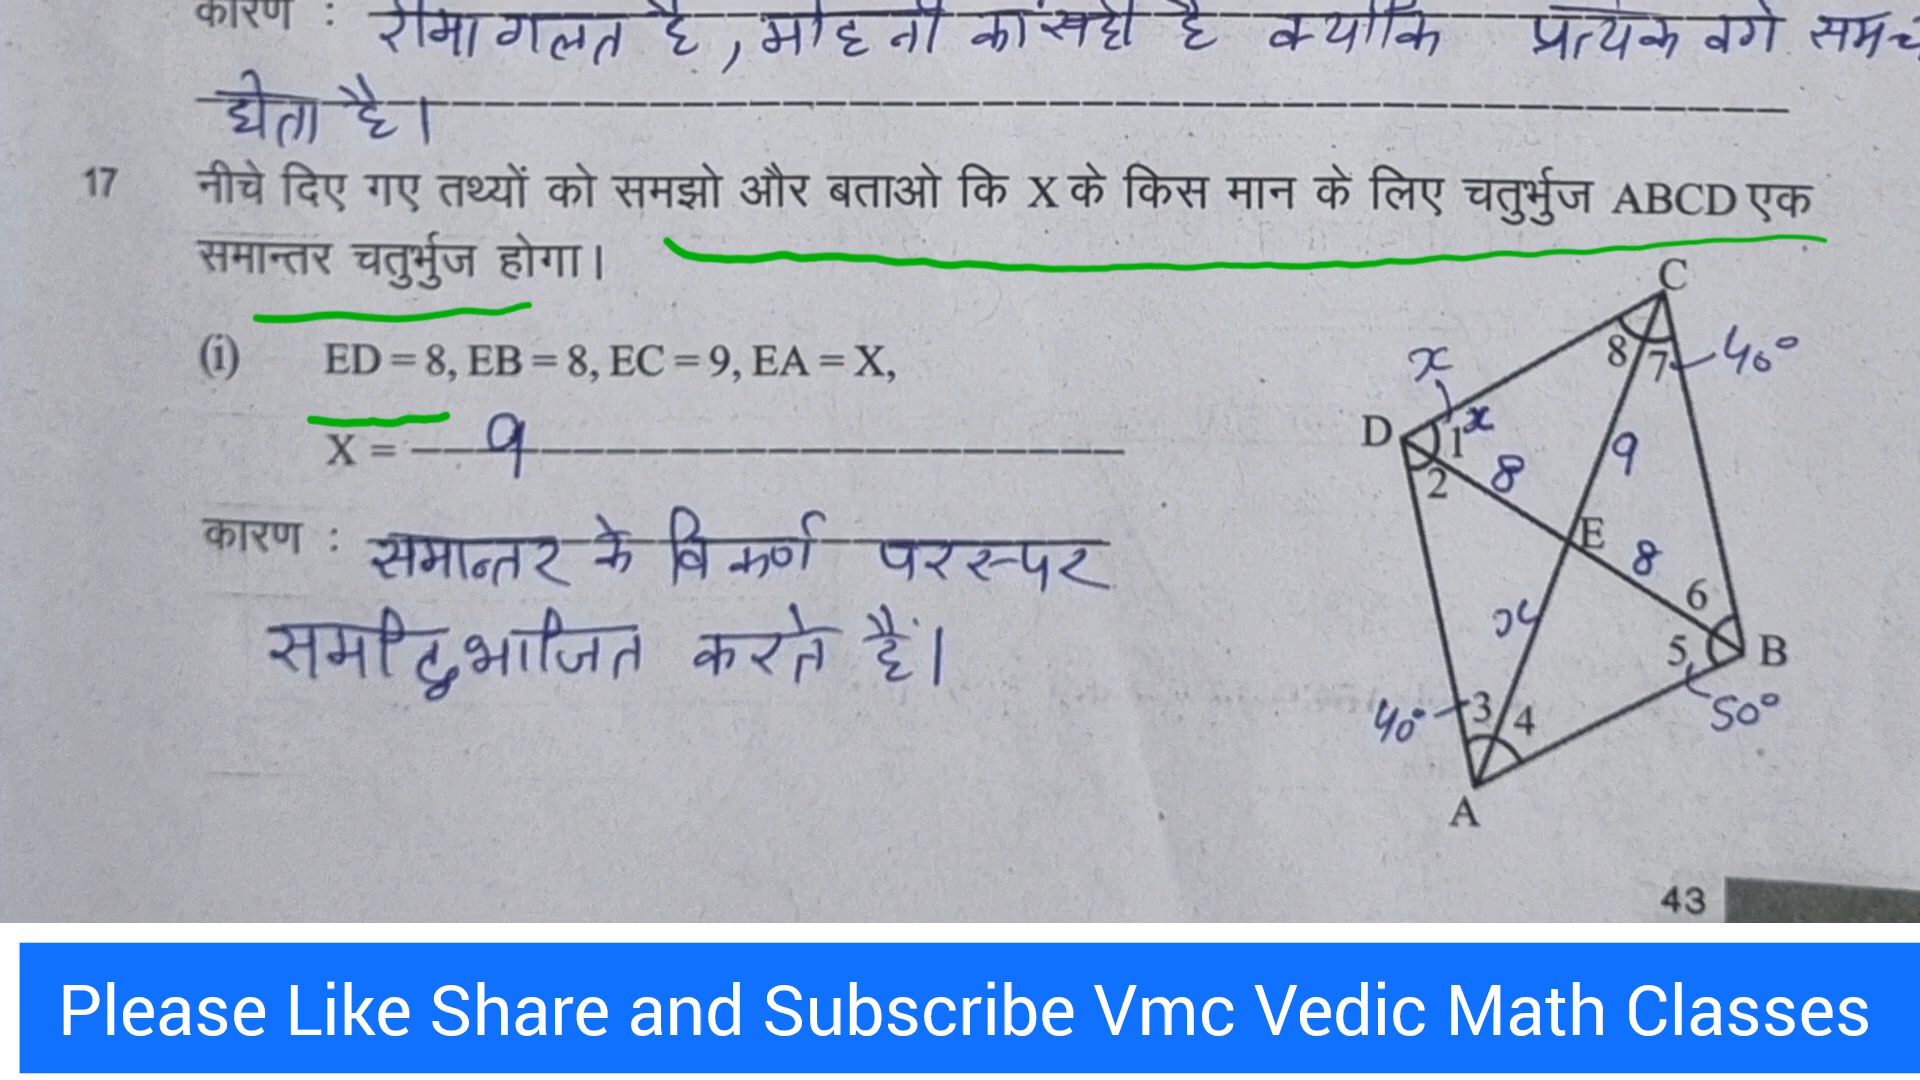 कारण : रीमा गलत है, मोहनी का सही है क्योंकि प्रत्येक वर्ग
होता है।
17 नीचे दिए गए तथ्यों को समझो और बताओ कि X के किस मान के लिए चतुर्भुज ABCD एक
समान्तर चतुर्भुज होगा।
(i) ED = 8, EB = 8, EC = 9, EA = X,
X = 9
कारण : समान्तर के विकर्ण परस्पर
समद्विभाजित करते हैं।
C
8 7 40°
x
D 1 x
2 8 9
E 8
6
x 5 B
40° 3 4 50°
A
43
Please Like Share and Subscribe Vmc Vedic Math Classes